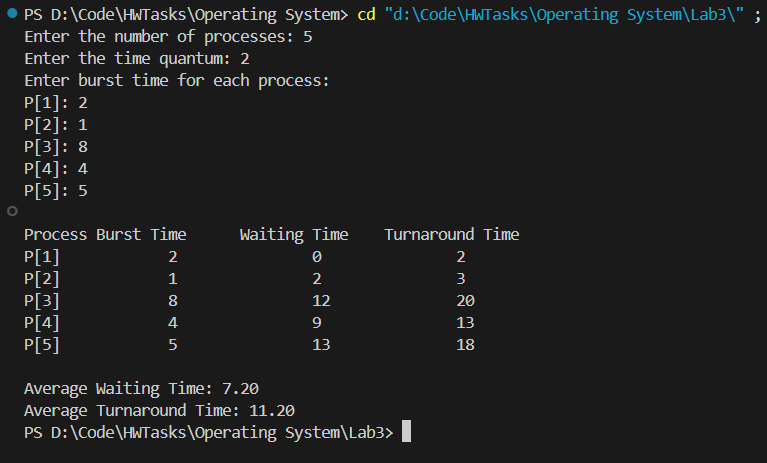 PS D:\Code\HWTasks\Operating System> cd "d:\Code\HWTasks\Operating System\Lab3\" ;
Enter the number of processes: 5
Enter the time quantum: 2
Enter burst time for each process:
P[1]: 2
P[2]: 1
P[3]: 8
P[4]: 4
P[5]: 5
Process Burst Time      Waiting Time    Turnaround Time
P[1]            2               0               2
P[2]            1               2               3
P[3]            8               12              20
P[4]            4               9               13
P[5]            5               13              18
Average Waiting Time: 7.20
Average Turnaround Time: 11.20
PS D:\Code\HWTasks\Operating System\Lab3>